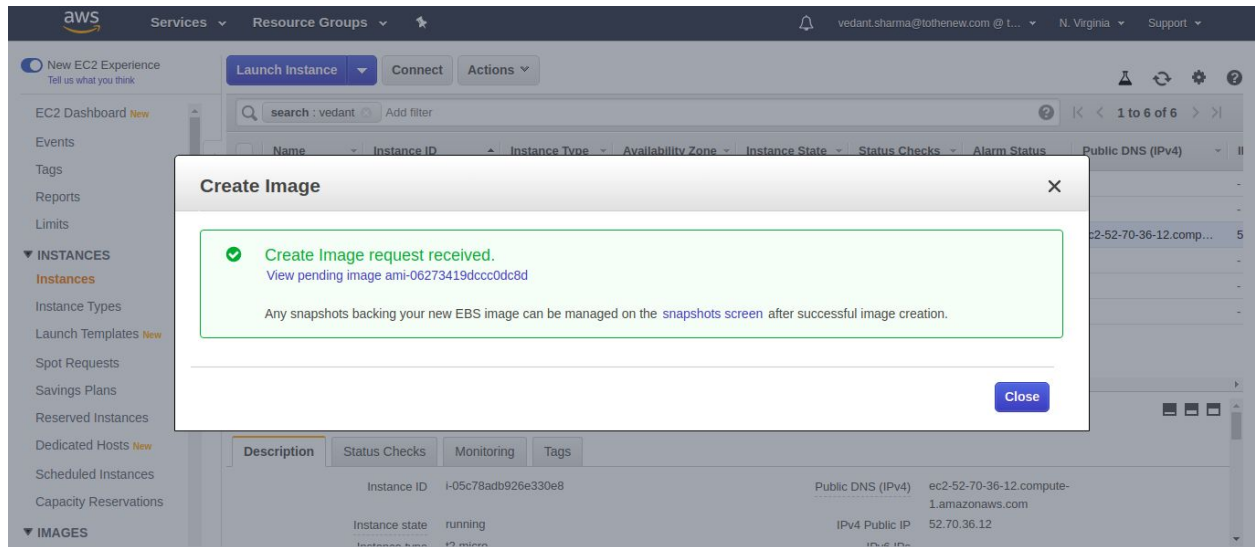 aws Services Resource Groups vedant.sharma@tothenew.com @ t... N. Virginia Support
New EC2 Experience
Tell us what you think
Launch Instance Connect Actions
EC2 Dashboard New
search : vedant Add filter 1 to 6 of 6
Events
Name Instance ID Instance Type Availability Zone Instance State Status Checks Alarm Status Public DNS (IPv4)
Tags
Reports
Limits
INSTANCES
Instances
Instance Types
Launch Templates New
Spot Requests
Savings Plans
Reserved Instances
Dedicated Hosts New
Scheduled Instances
Capacity Reservations
IMAGES
Create Image
Create Image request received.
View pending image ami-06273419dccc0dc8d
Any snapshots backing your new EBS image can be managed on the snapshots screen after successful image creation.
Close
c2-52-70-36-12.comp... 5
Description Status Checks Monitoring Tags
Instance ID i-05c78adb926e330e8 Public DNS (IPv4) ec2-52-70-36-12.compute-
1.amazonaws.com
Instance state running IPv4 Public IP 52.70.36.12
Instance type t2.micro IPv6 IPs